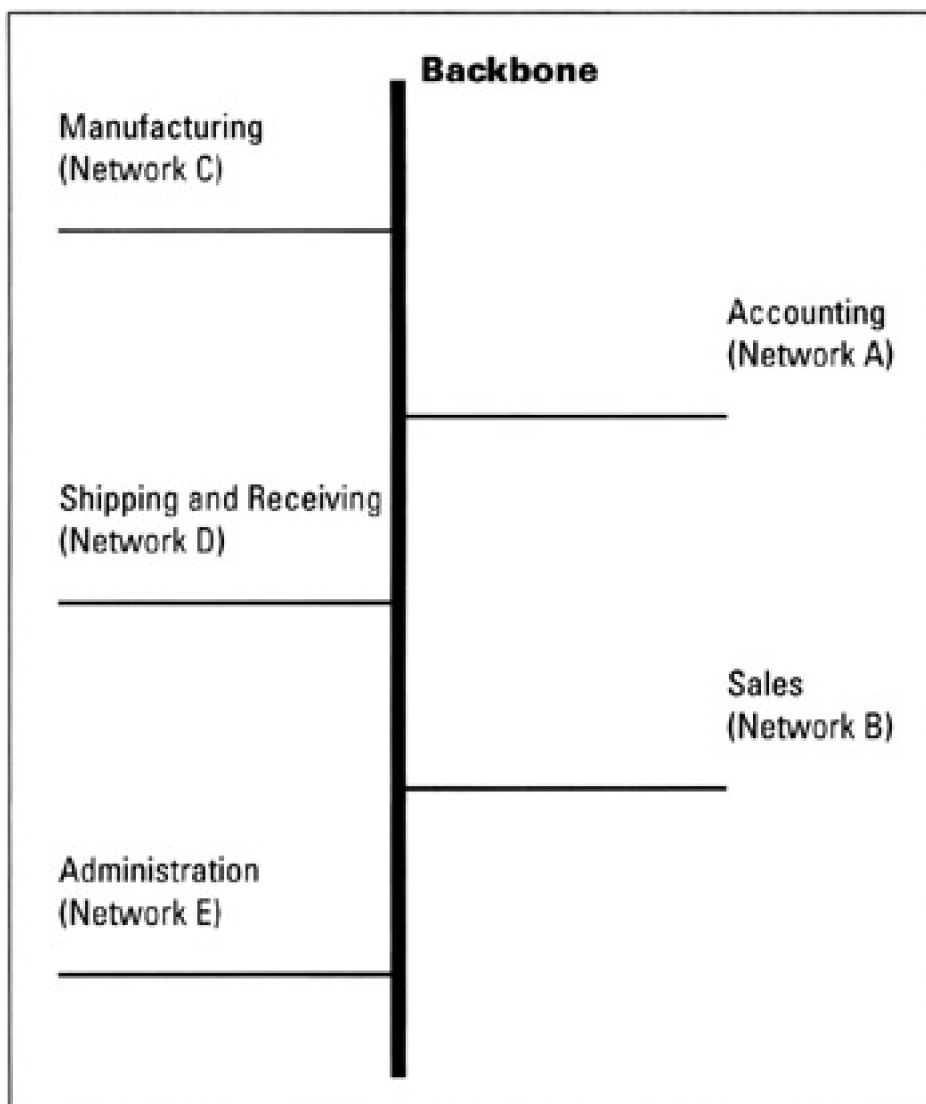 Backbone
Manufacturing
(Network C)
Accounting
(Network A)
Shipping and Receiving
(Network D)
Sales
(Network B)
Administration
(Network E)